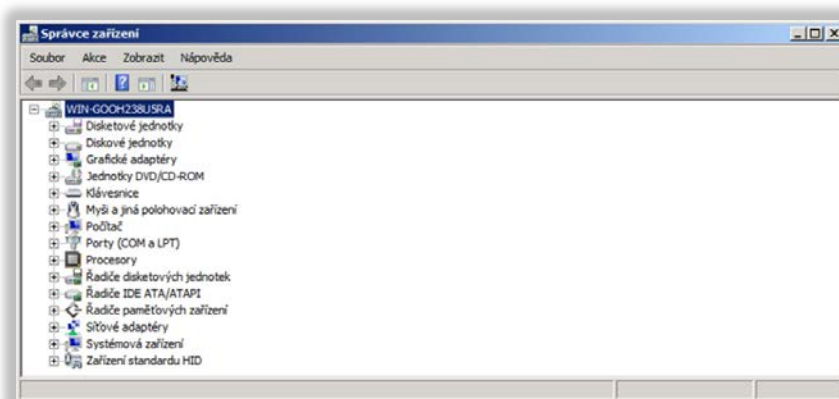 Správce zařízení
Soubor Akce Zobrazit Nápověda
WIN-GOOH238U5RA
Disketové jednotky
Diskové jednotky
Grafické adaptéry
Jednotky DVD/CD-ROM
Klávesnice
Myši a jiná polohovací zařízení
Počítač
Porty (COM a LPT)
Procesory
Řadiče disketových jednotek
Řadiče IDE ATA/ATAPI
Řadiče paměťových zařízení
Síťové adaptéry
Systémová zařízení
Zařízení standardu HID